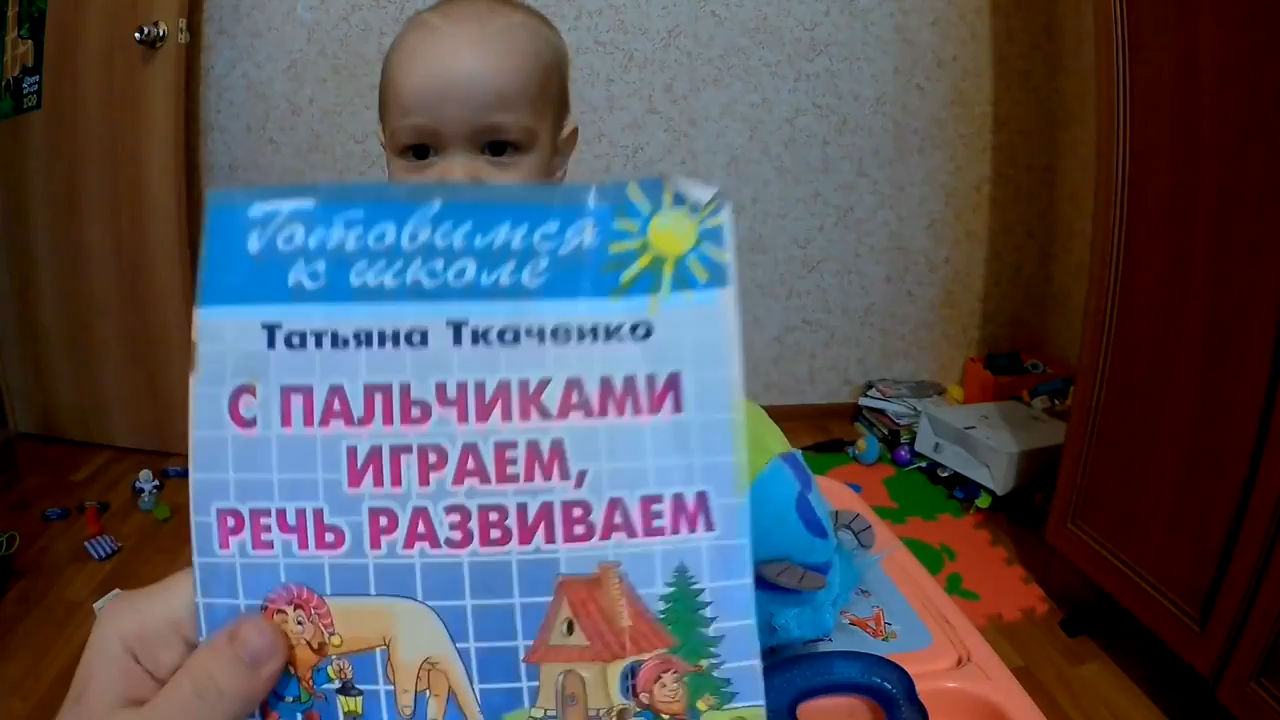 Готовимся
к школе
Татьяна Ткаченко
С ПАЛЬЧИКАМИ
ИГРАЕМ,
РЕЧЬ РАЗВИВАЕМ